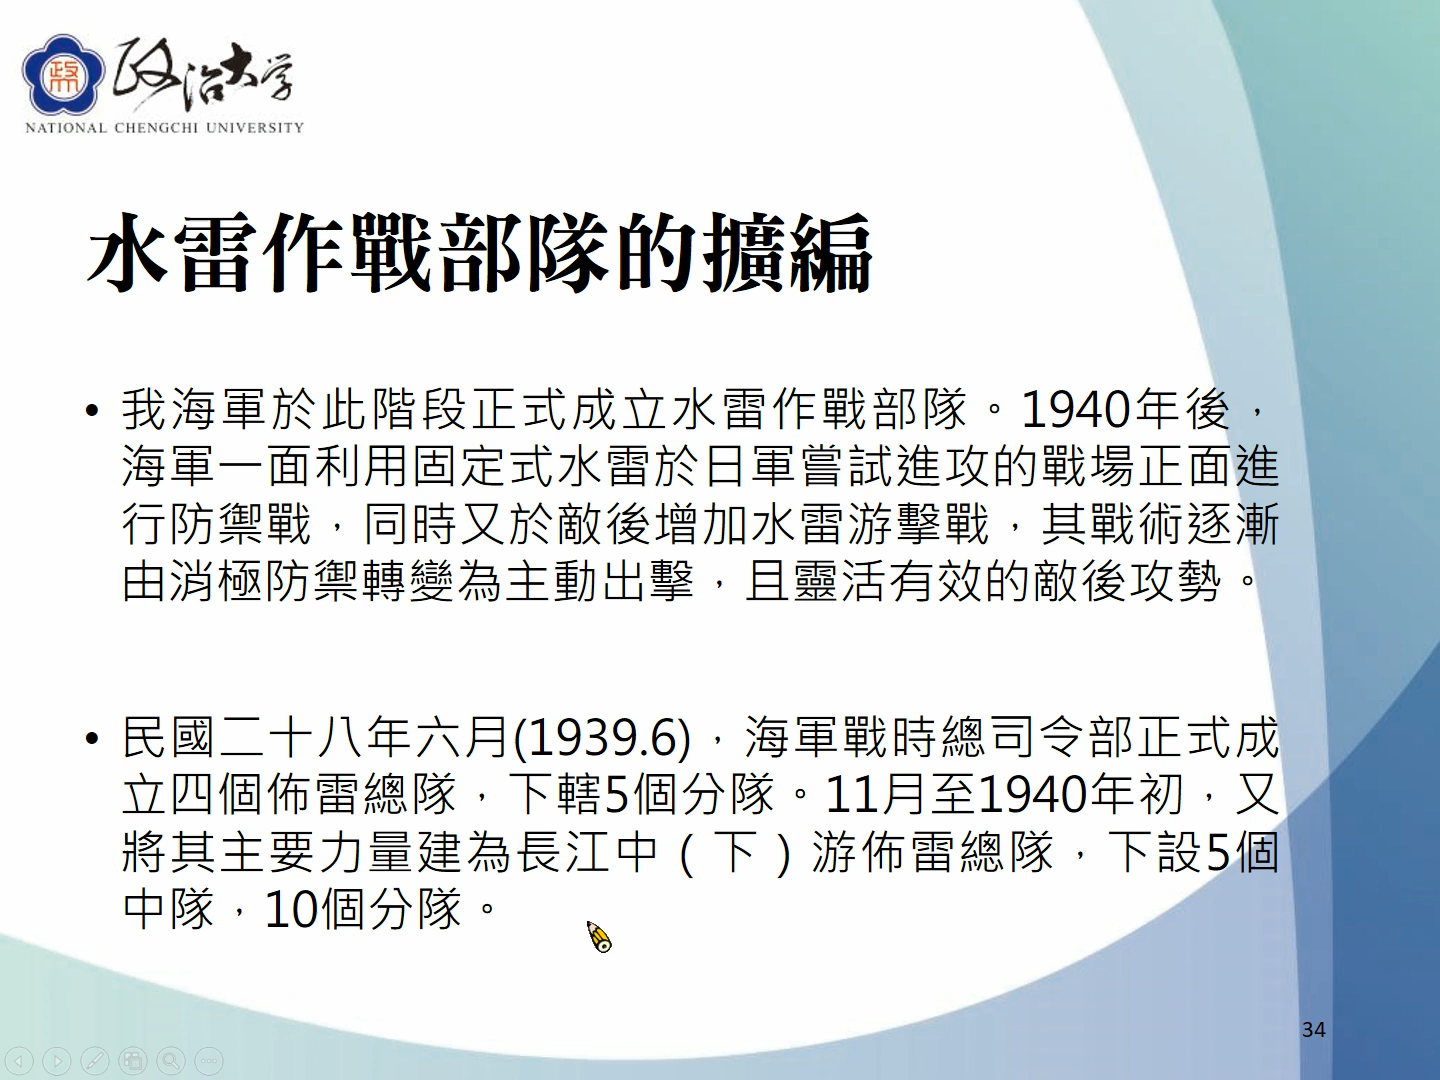 政
政治大学
NATIONAL CHENGCHI UNIVERSITY
水雷作戰部隊的擴編
• 我海軍於此階段正式成立水雷作戰部隊。1940年後，
海軍一面利用固定式水雷於日軍嘗試進攻的戰場正面進
行防禦戰，同時又於敵後增加水雷游擊戰，其戰術逐漸
由消極防禦轉變為主動出擊，且靈活有效的敵後攻勢。
• 民國二十八年六月(1939.6)，海軍戰時總司令部正式成
立四個佈雷總隊，下轄5個分隊。11月至1940年初，又
將其主要力量建為長江中（下）游佈雷總隊，下設5個
中隊，10個分隊。
34